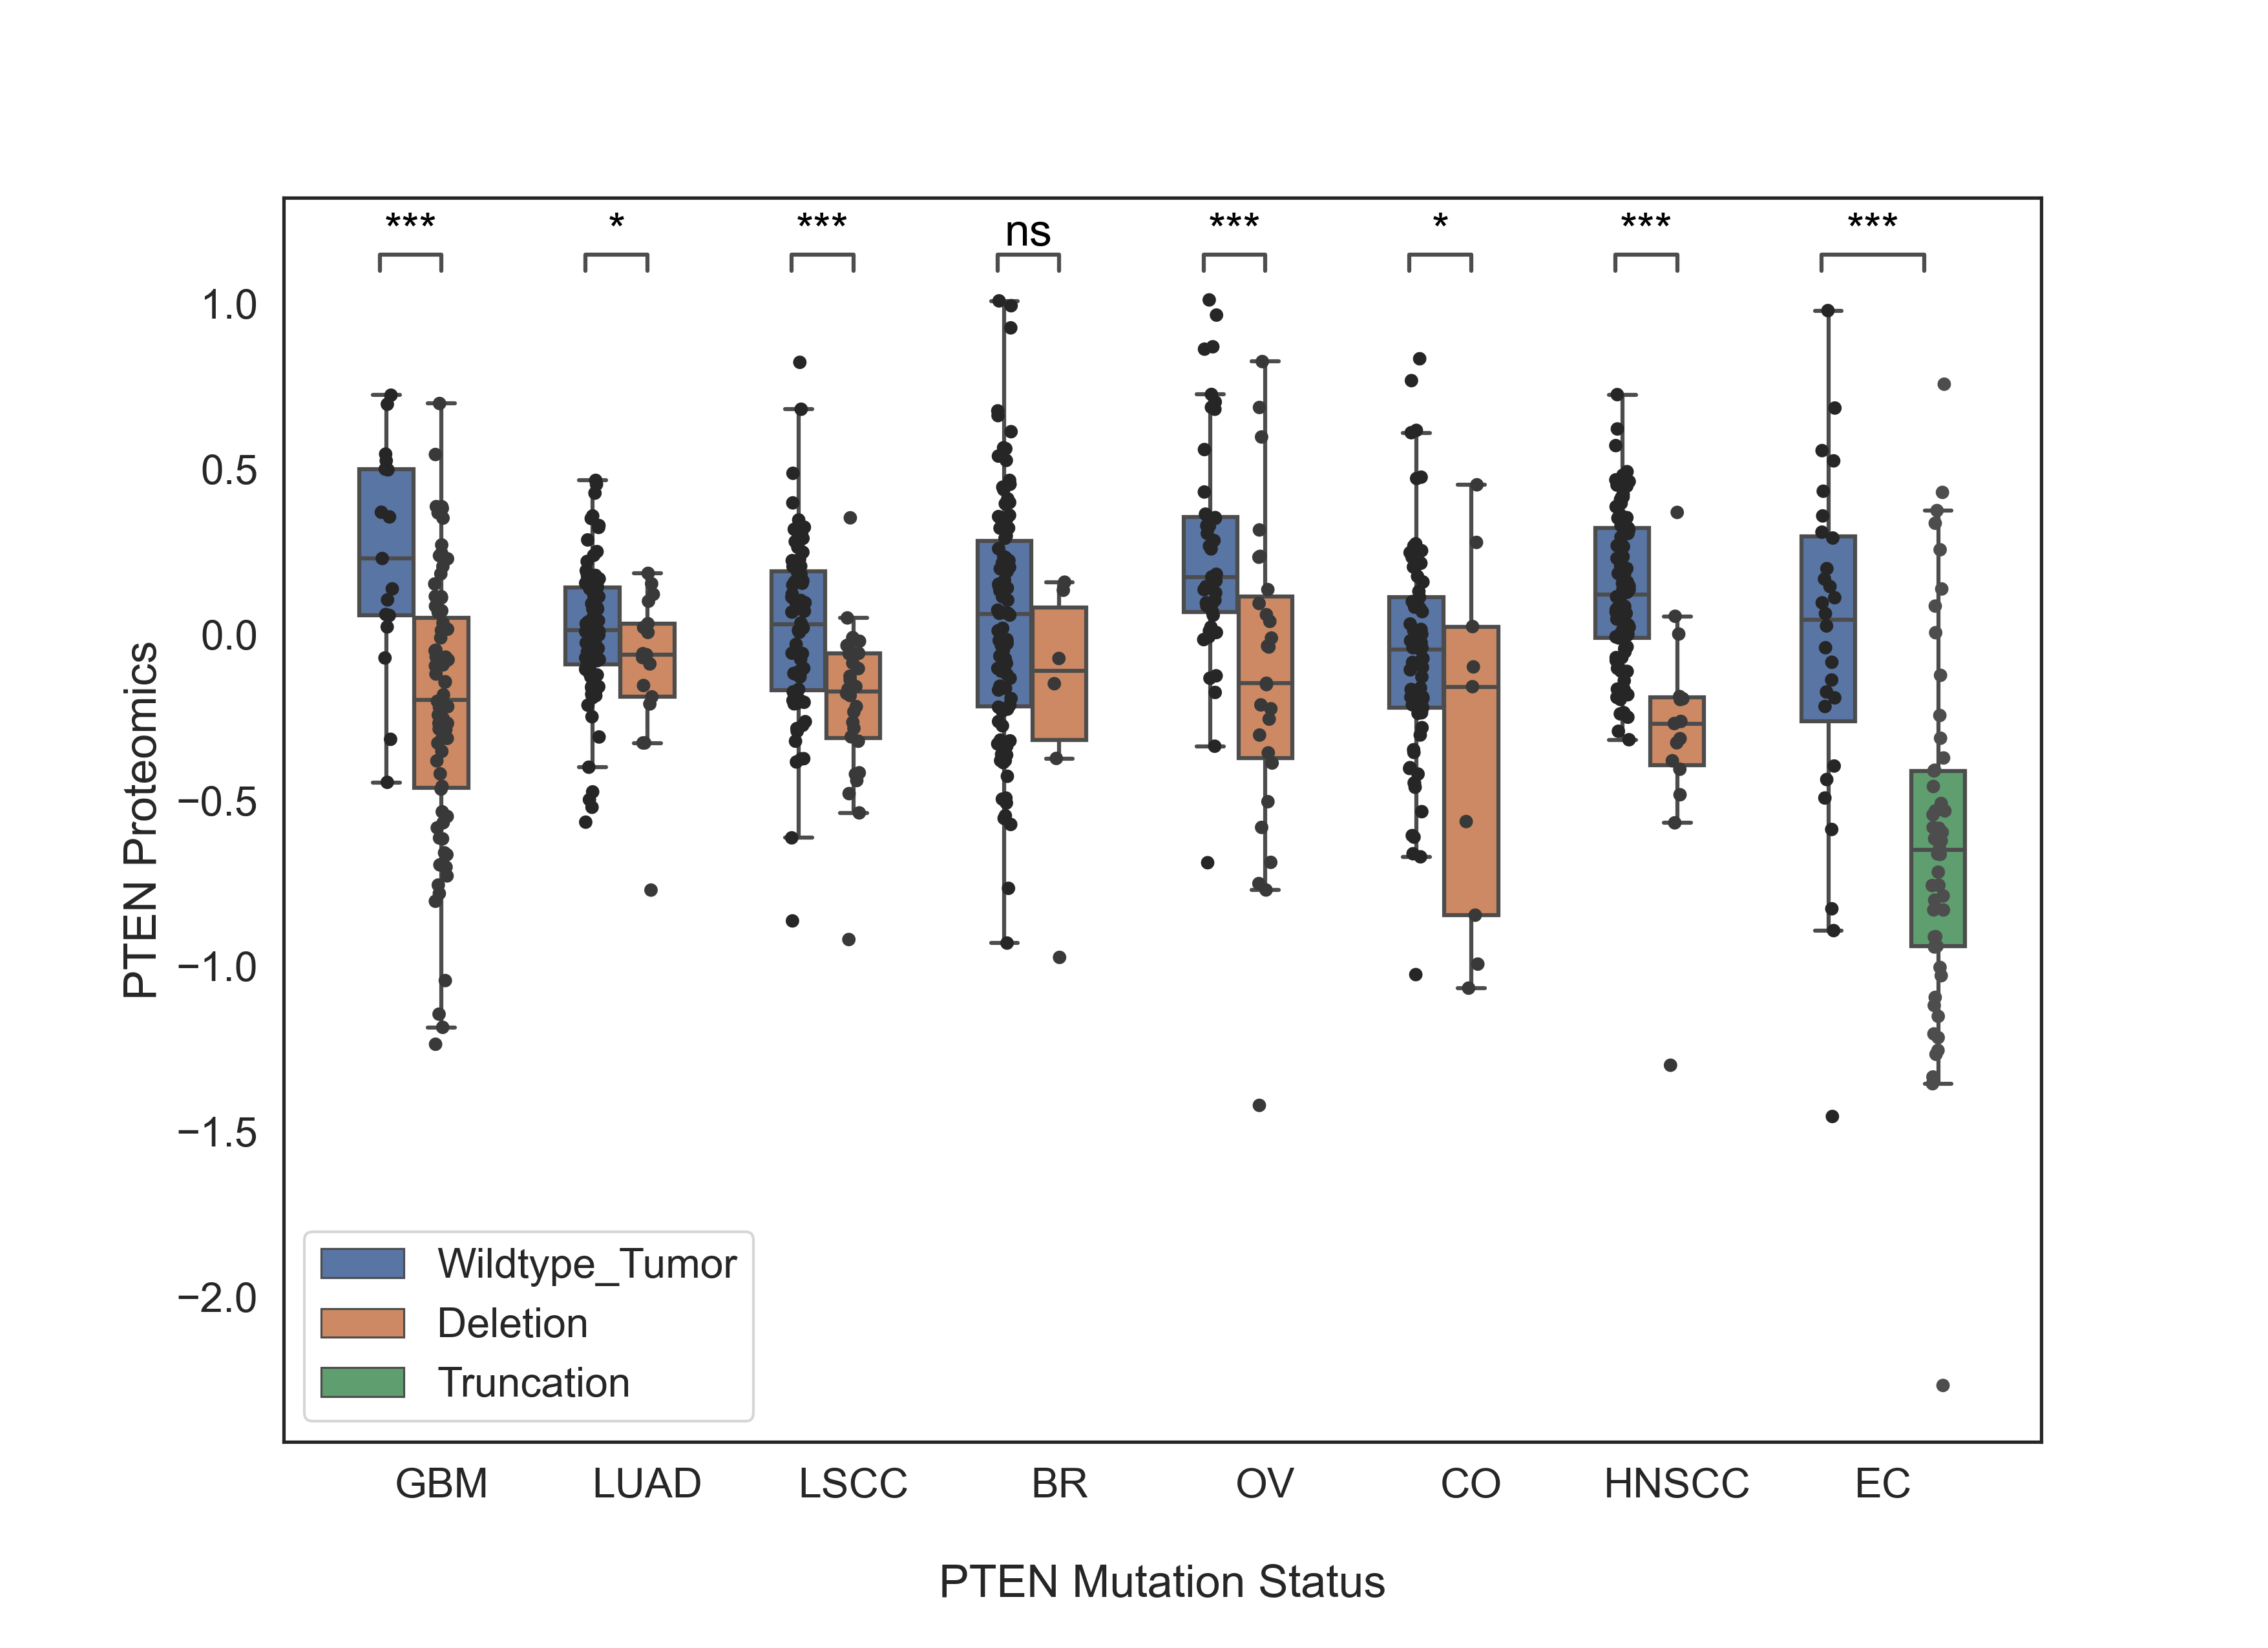 *** * *** ns *** * *** ***
1.0
0.5
0.0
−0.5
−1.0
−1.5
−2.0
PTEN Proteomics
Wildtype_Tumor
Deletion
Truncation
GBM LUAD LSCC BR OV CO HNSCC EC
PTEN Mutation Status